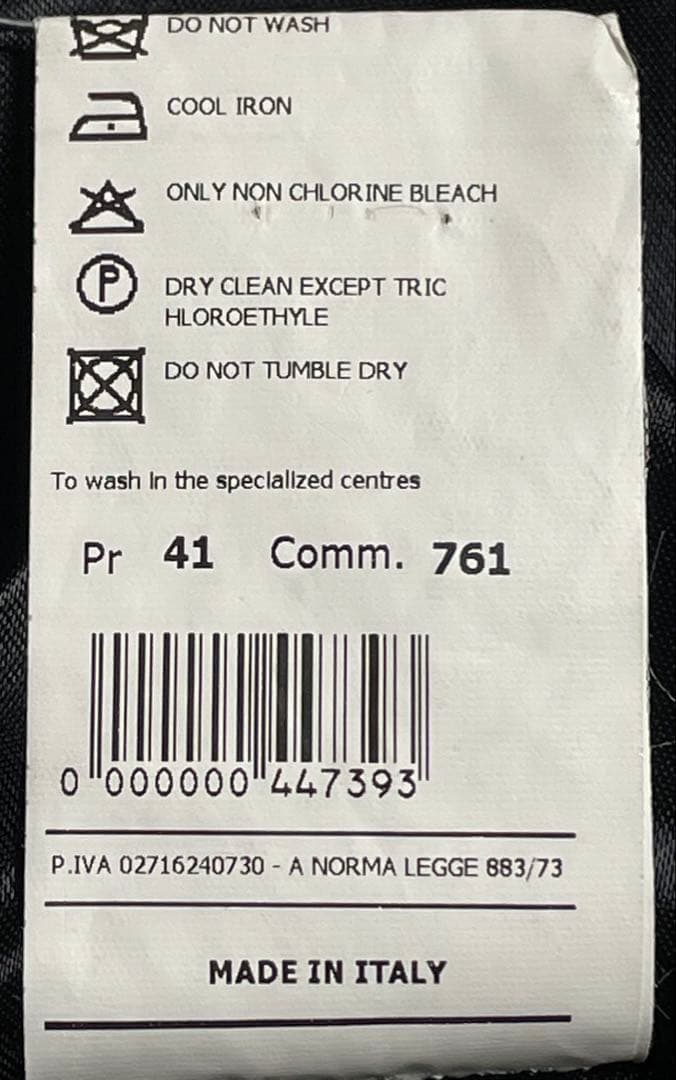 DO NOT WASH
COOL IRON
ONLY NON CHLORINE BLEACH
P
DRY CLEAN EXCEPT TRIC
HLOROETHYLE
DO NOT TUMBLE DRY
To wash in the specialized centres
Pr 41 Comm. 761
0 000000 447393
P.IVA 02716240730 - A NORMA LEGGE 883/73
MADE IN ITALY